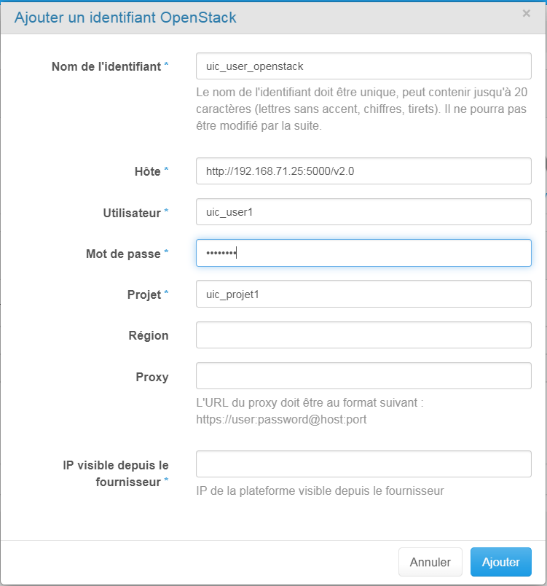 Ajouter un identifiant OpenStack ×
Nom de l'identifiant * uic_user_openstack
Le nom de l'identifiant doit être unique, peut contenir jusqu'à 20
caractères (lettres sans accent, chiffres, tirets). Il ne pourra pas
être modifié par la suite.
Hôte * http://192.168.71.25:5000/v2.0
Utilisateur * uic_user1
Mot de passe * ••••••••
Projet * uic_projet1
Région
Proxy
L'URL du proxy doit être au format suivant :
https://user:password@host:port
IP visible depuis le
fournisseur *
IP de la plateforme visible depuis le fournisseur
Annuler Ajouter